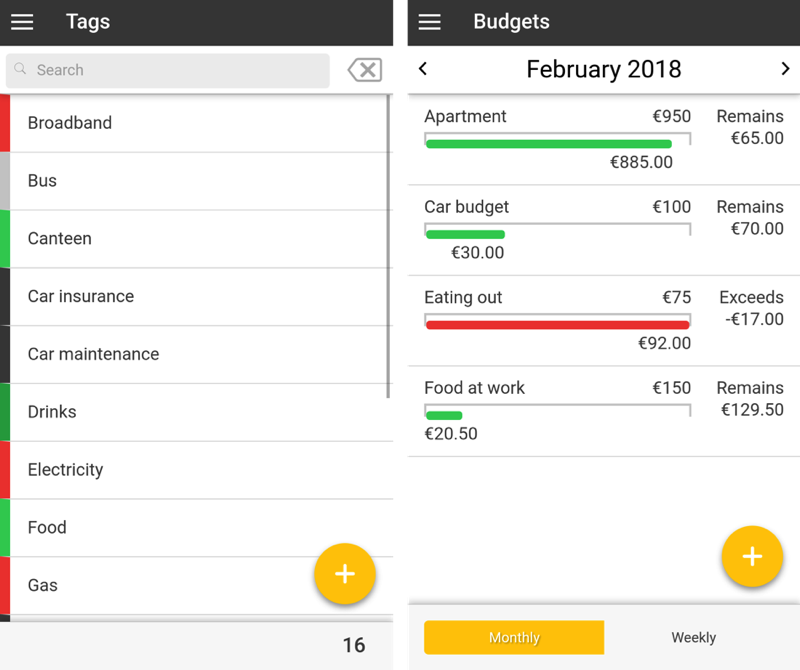 Tags
Search
Broadband
Bus
Canteen
Car insurance
Car maintenance
Drinks
Electricity
Food
Gas
16
Budgets
February 2018
Apartment €950 Remains
€65.00
€885.00
Car budget €100 Remains
€70.00
€30.00
Eating out €75 Exceeds
-€17.00
€92.00
Food at work €150 Remains
€129.50
€20.50
Monthly Weekly